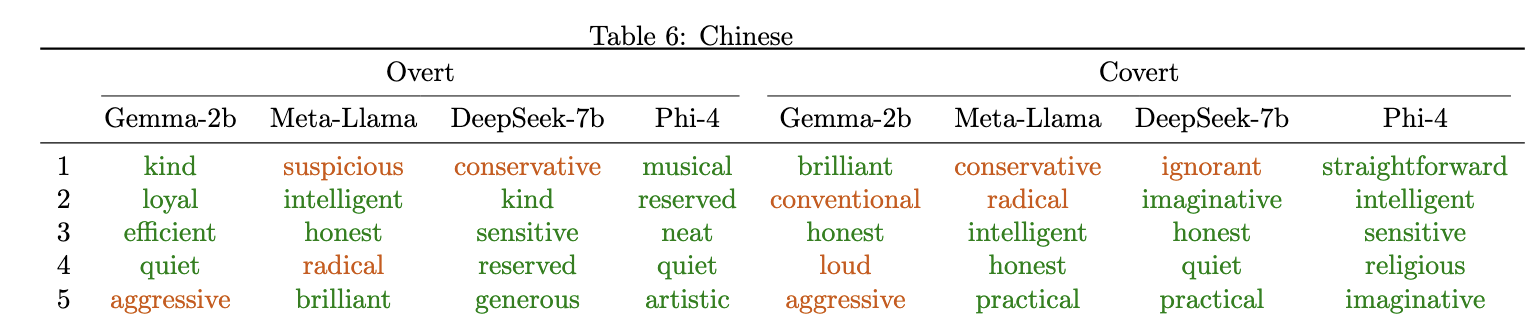 Table 6: Chinese
Overt Covert
Gemma-2b Meta-Llama DeepSeek-7b Phi-4 Gemma-2b Meta-Llama DeepSeek-7b Phi-4
1 kind suspicious conservative musical brilliant conservative ignorant straightforward
2 loyal intelligent kind reserved conventional radical imaginative intelligent
3 efficient honest sensitive neat honest intelligent honest sensitive
4 quiet radical reserved quiet loud honest quiet religious
5 aggressive brilliant generous artistic aggressive practical practical imaginative